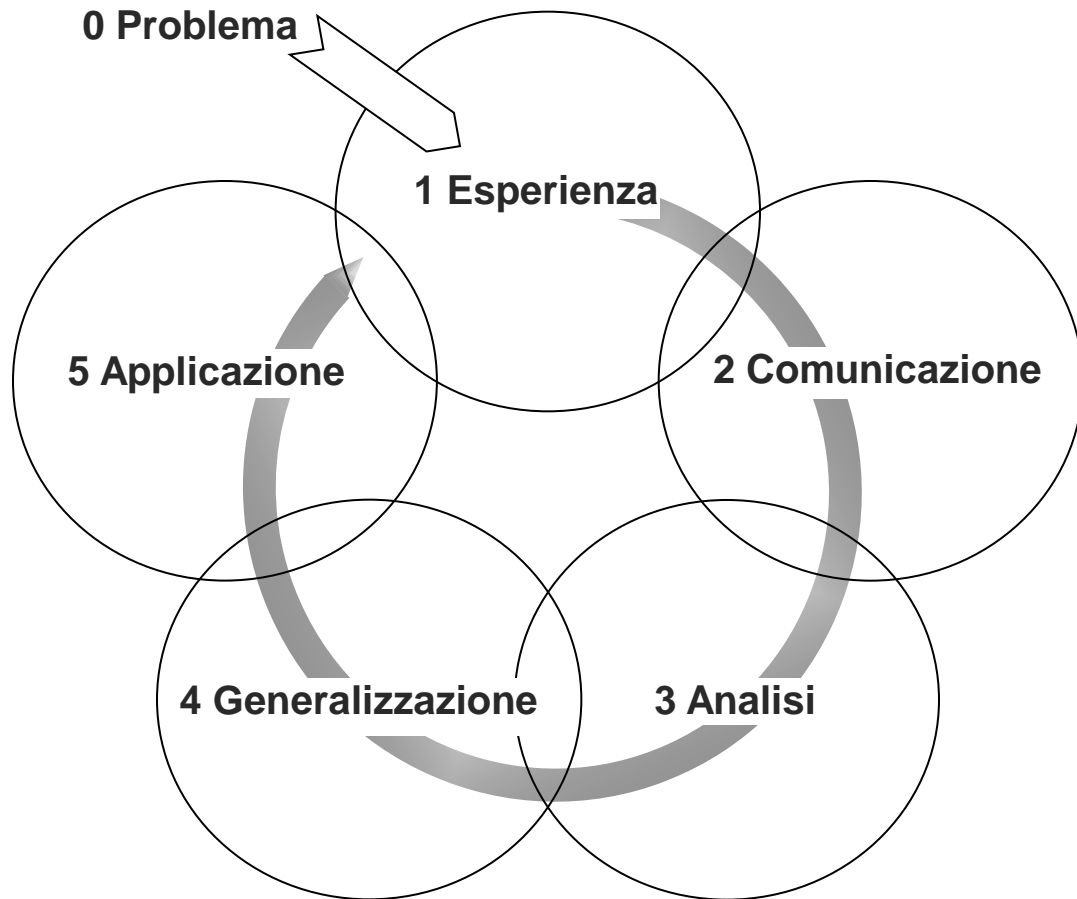 0 Problema
1 Esperienza
2 Comunicazione
3 Analisi
4 Generalizzazione
5 Applicazione